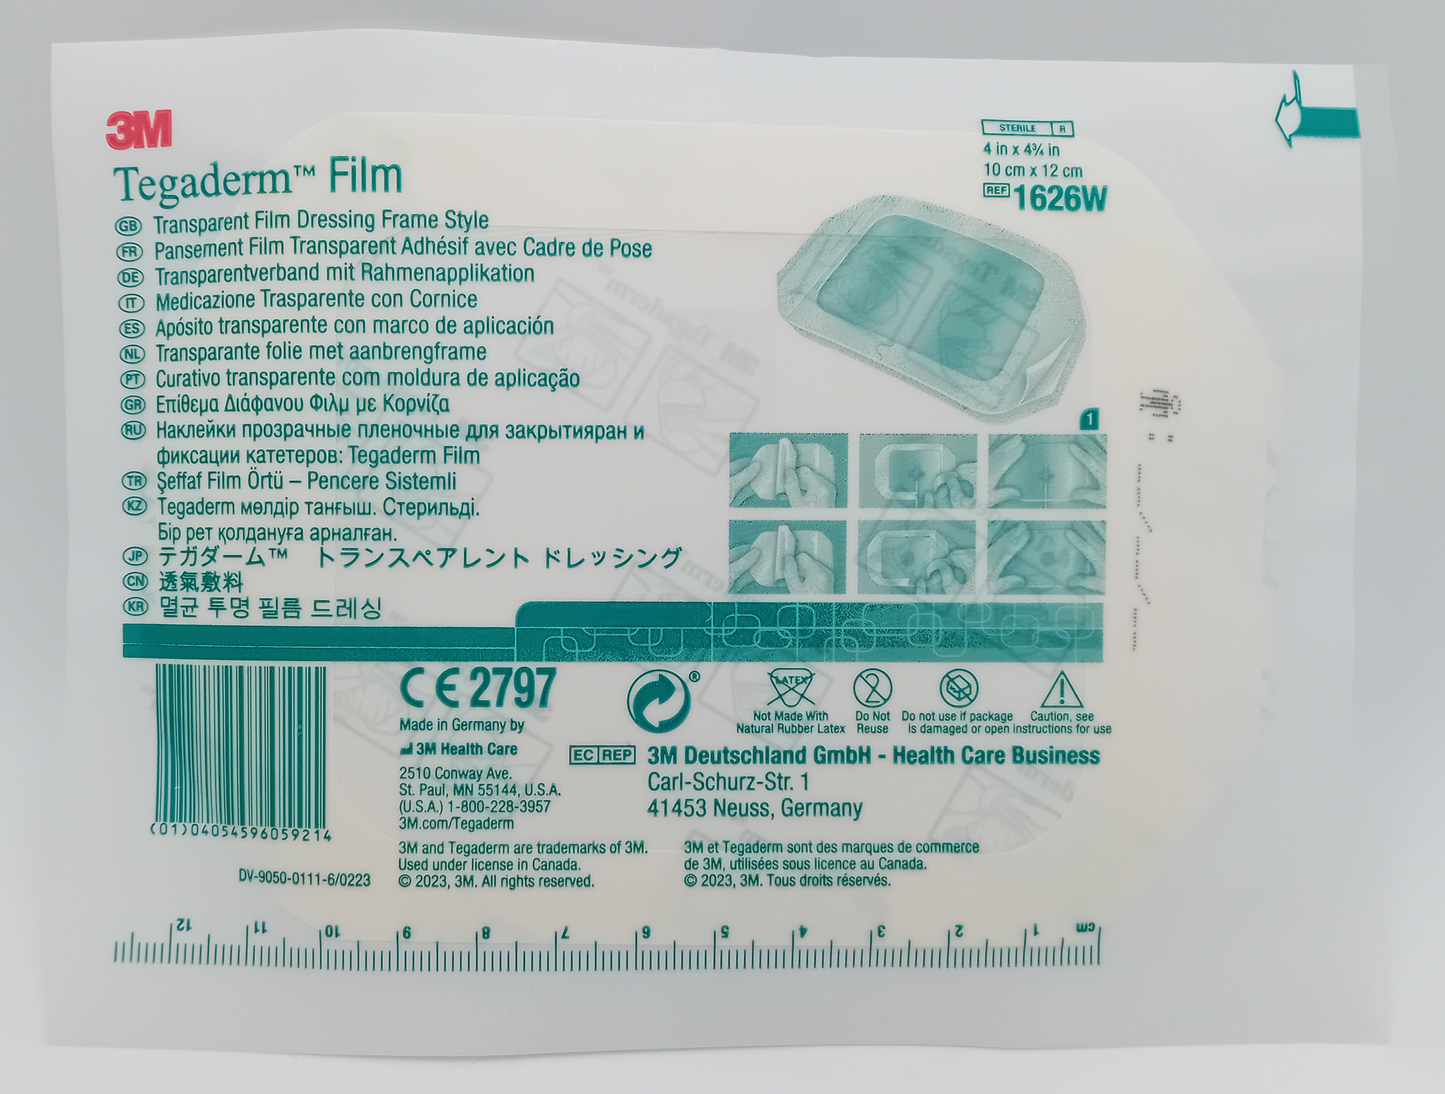 3M
Tegaderm™ Film
GB Transparent Film Dressing Frame Style
FR Pansement Film Transparent Adhésif avec Cadre de Pose
DE Transparentverband mit Rahmenapplikation
IT Medicazione Trasparente con Cornice
ES Apósito transparente con marco de aplicación
NL Transparante folie met aanbrengframe
PT Curativo transparente com moldura de aplicação
GR Επίθεμα Διάφανου Φιλμ με Κορνίζα
RU Наклейки прозрачные пленочные для закрытияран и
фиксации катетеров: Tegaderm Film
TR Şeffaf Film Örtü – Pencere Sistemli
KZ Tegaderm мөлдір таңғыш. Стерильді.
Бір рет қолдануға арналған.
JP テガダーム™ トランスペアレント ドレッシング
CN 透氣敷料
KR 멸균 투명 필름 드레싱
STERILE R
4 in x 4¾ in
10 cm x 12 cm
REF 1626W
1
(01)04054596059214
DV-9050-0111-6/0223
CE 2797
Made in Germany by
3M Health Care
2510 Conway Ave.
St. Paul, MN 55144, U.S.A.
(U.S.A.) 1-800-228-3957
3M.com/Tegaderm
3M and Tegaderm are trademarks of 3M.
Used under license in Canada.
© 2023, 3M. All rights reserved.
®
LATEX
Not Made With
Natural Rubber Latex
2
Do Not
Reuse
Do not use if package
is damaged or open
Caution, see
instructions for use
EC REP 3M Deutschland GmbH - Health Care Business
Carl-Schurz-Str. 1
41453 Neuss, Germany
3M et Tegaderm sont des marques de commerce
de 3M, utilisées sous licence au Canada.
© 2023, 3M. Tous droits réservés.
12 11 10 9 8 7 6 5 4 3 2 1 cm